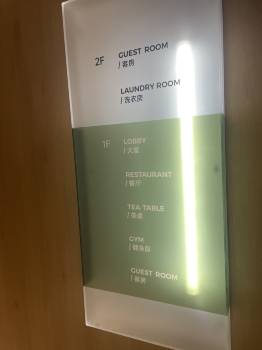 2F
GUEST ROOM
/ 客房
LAUNDRY ROOM
/ 洗衣房
1F
LOBBY
/ 大堂
RESTAURANT
/ 餐厅
TEA TABLE
/ 茶桌
GYM
/ 健身房
GUEST ROOM
/ 客房